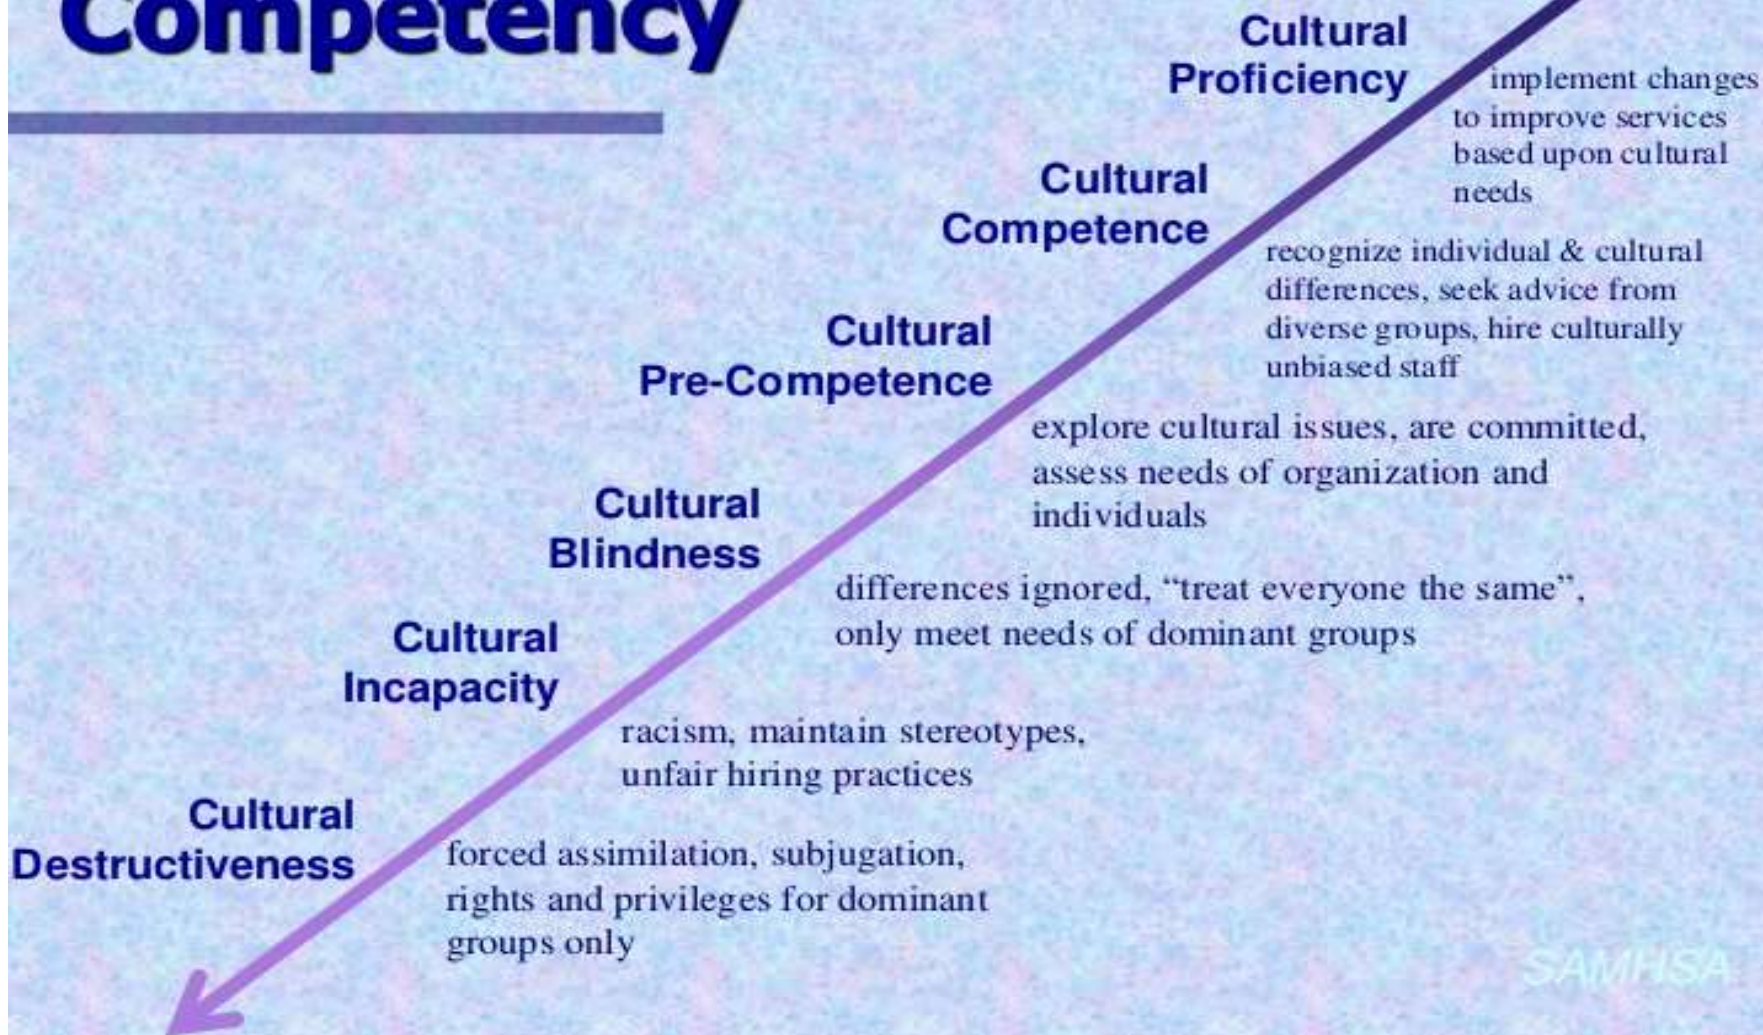 Competency
Cultural
Proficiency
implement changes
to improve services
based upon cultural
needs
Cultural
Competence
recognize individual & cultural
differences, seek advice from
diverse groups, hire culturally
unbiased staff
Cultural
Pre-Competence
explore cultural issues, are committed,
assess needs of organization and
individuals
Cultural
Blindness
differences ignored, “treat everyone the same”,
only meet needs of dominant groups
Cultural
Incapacity
racism, maintain stereotypes,
unfair hiring practices
Cultural
Destructiveness
forced assimilation, subjugation,
rights and privileges for dominant
groups only
SAMHSA